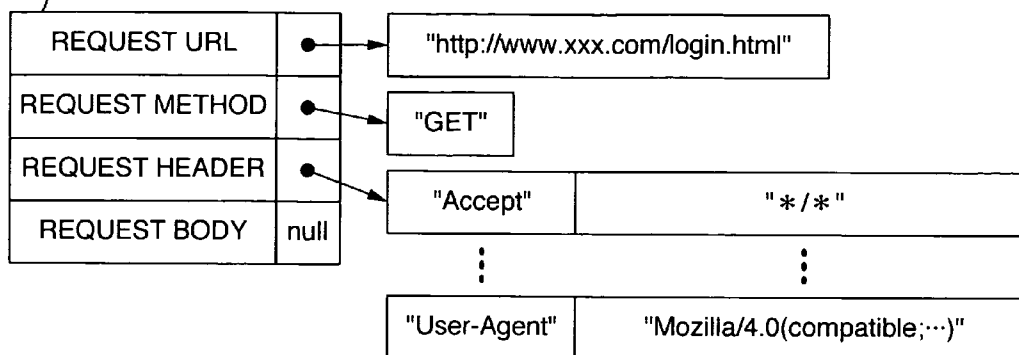 REQUEST URL "http://www.xxx.com/login.html"
REQUEST METHOD "GET"
REQUEST HEADER "Accept" "*/*"
REQUEST BODY null
"User-Agent" "Mozilla/4.0(compatible;···)"